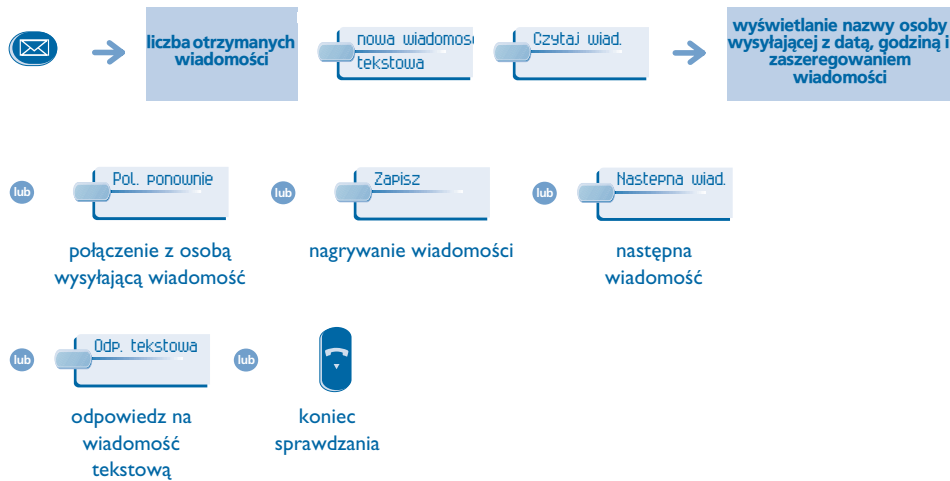 liczba otrzymanych
wiadomości
nowa wiadomosc
tekstowa
Czytaj wiad.
wyświetlanie nazwy osoby
wysyłającej z datą, godziną i
zaszeregowaniem
wiadomości
lub
Pol. ponownie
lub
Zapisz
lub
Nastepna wiad.
połączenie z osobą
wysyłającą wiadomość
nagrywanie wiadomości
następna
wiadomość
lub
Odp. tekstowa
lub
odpowiedz na
wiadomość
tekstową
koniec
sprawdzania